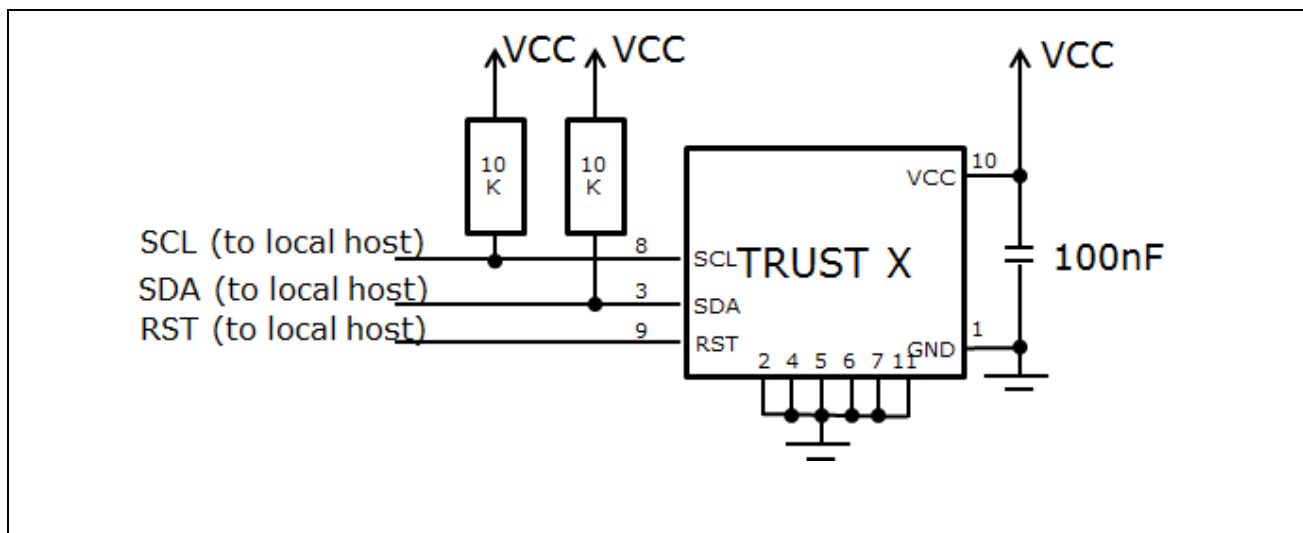 VCC VCC
VCC
10
K
10
K
10
VCC
SCL (to local host)
8
SCL
TRUST X
100nF
SDA (to local host)
3
SDA
RST (to local host)
9
RST
1
GND
2 4 5 6 7 11